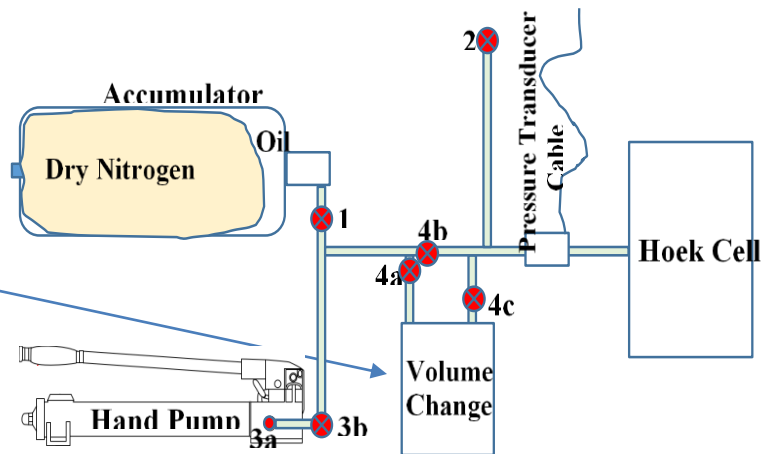 2
Accumulator
Oil
Dry Nitrogen
Pressure Transducer
Cable
1
4b
4a
4c
Hoek Cell
Volume
Change
Hand Pump
3a
3b